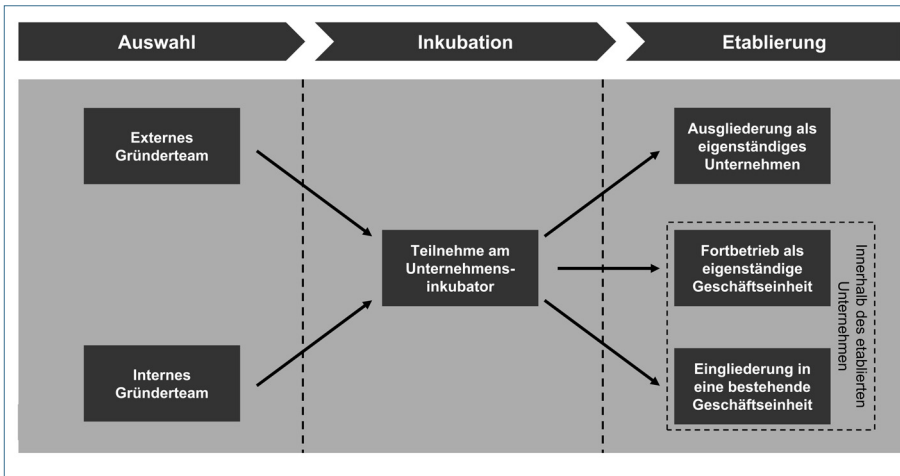 Auswahl
Inkubation
Etablierung
Externes
Gründerteam
Internes
Gründerteam
Teilnehme am
Unternehmens-
inkubator
Ausgliederung als
eigenständiges
Unternehmen
Fortbetrieb als
eigenständige
Geschäftseinheit
Eingliederung in
eine bestehende
Geschäftseinheit
Innerhalb des etablierten
Unternehmen